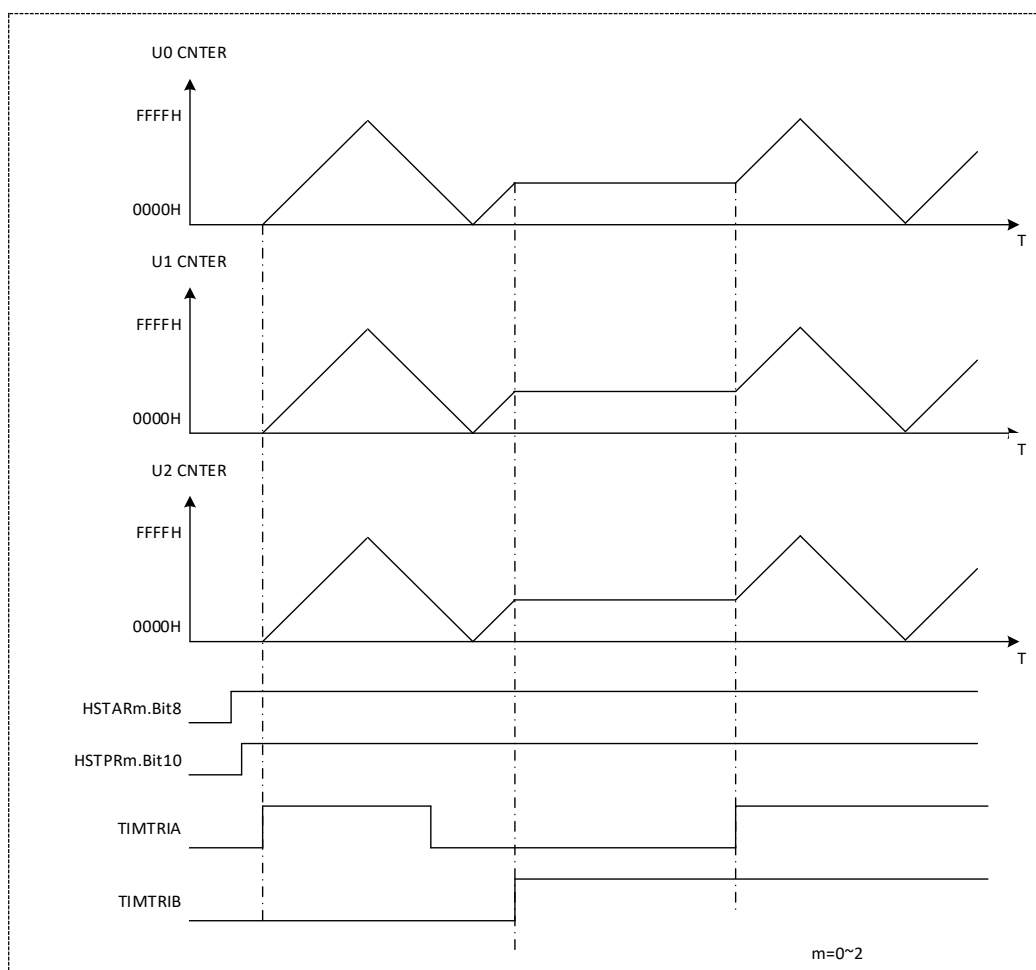 U0 CNTER
FFFFH
0000H
T
U1 CNTER
FFFFH
0000H
T
U2 CNTER
FFFFH
0000H
T
HSTARm.Bit8
HSTPRm.Bit10
TIMTRIA
TIMTRIB
m=0~2